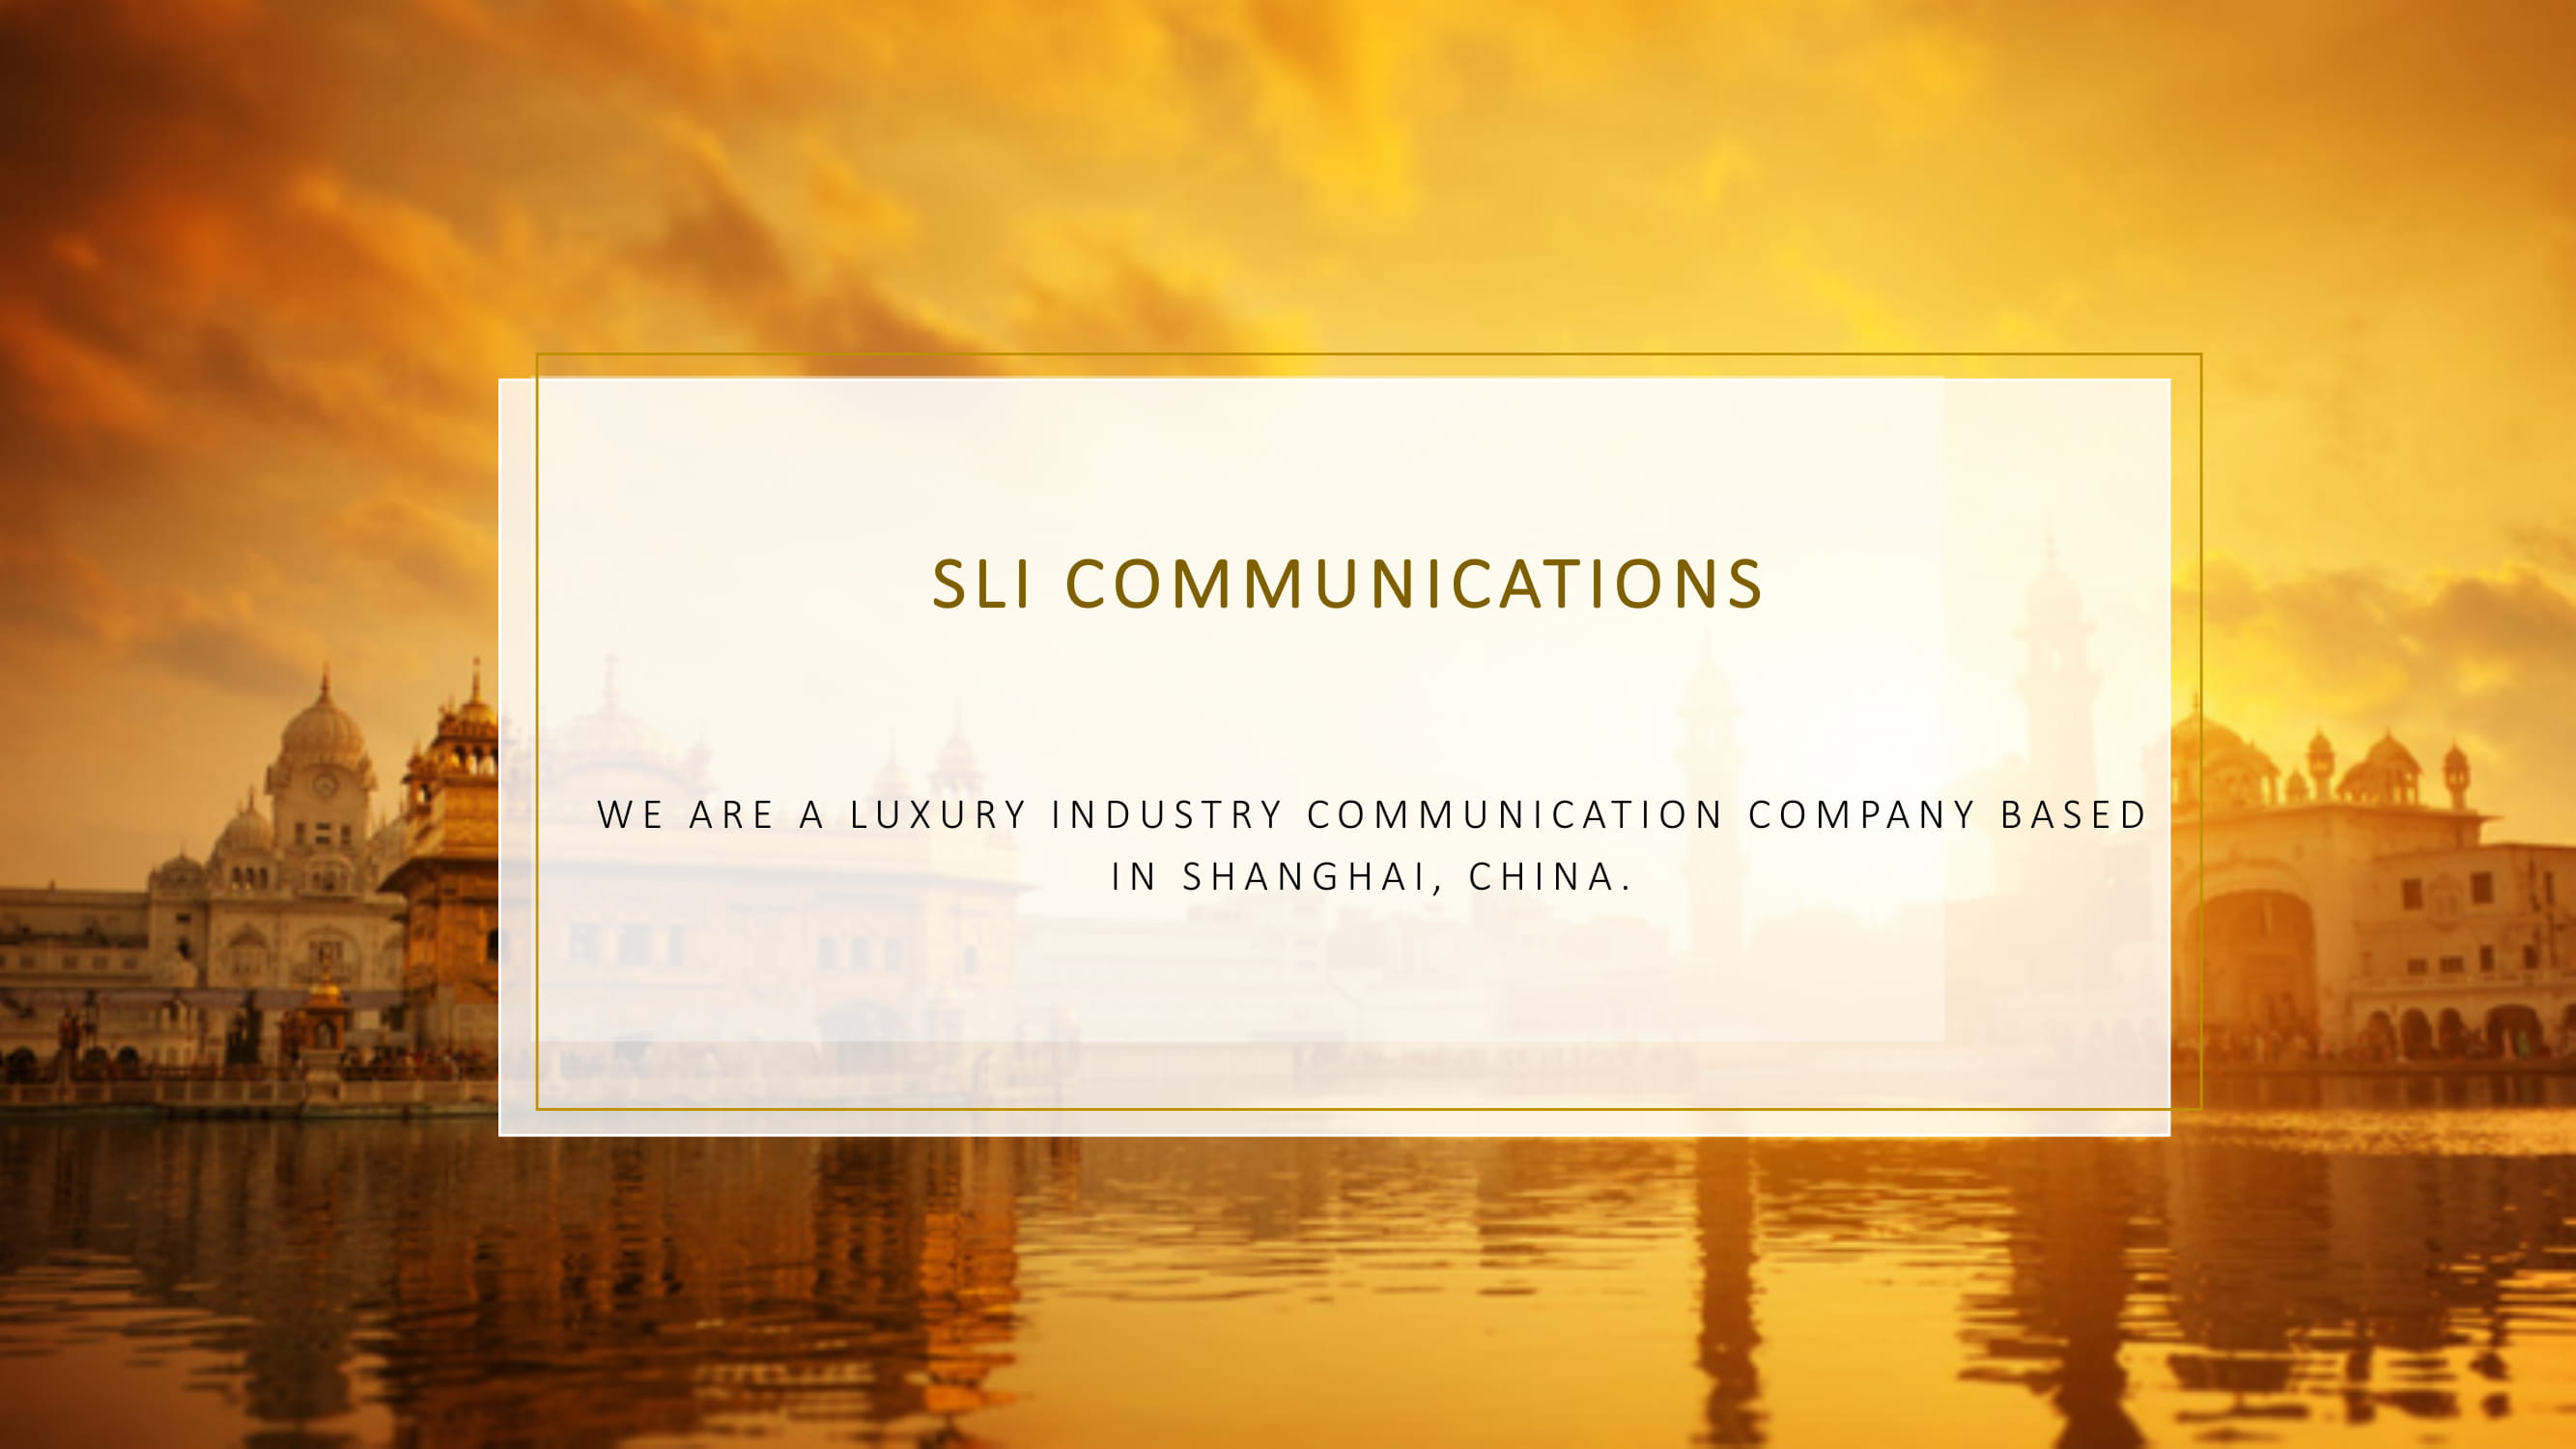 SLI COMMUNICATIONS
WE ARE A LUXURY INDUSTRY COMMUNICATION COMPANY BASED
IN SHANGHAI, CHINA.